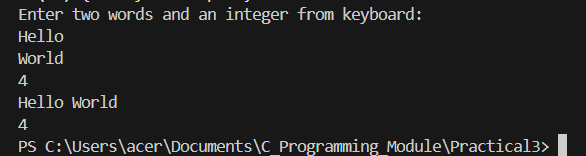 Enter two words and an integer from keyboard:
Hello
World
4
Hello World
4
PS C:\Users\acer\Documents\C_Programming_Module\Practical3>